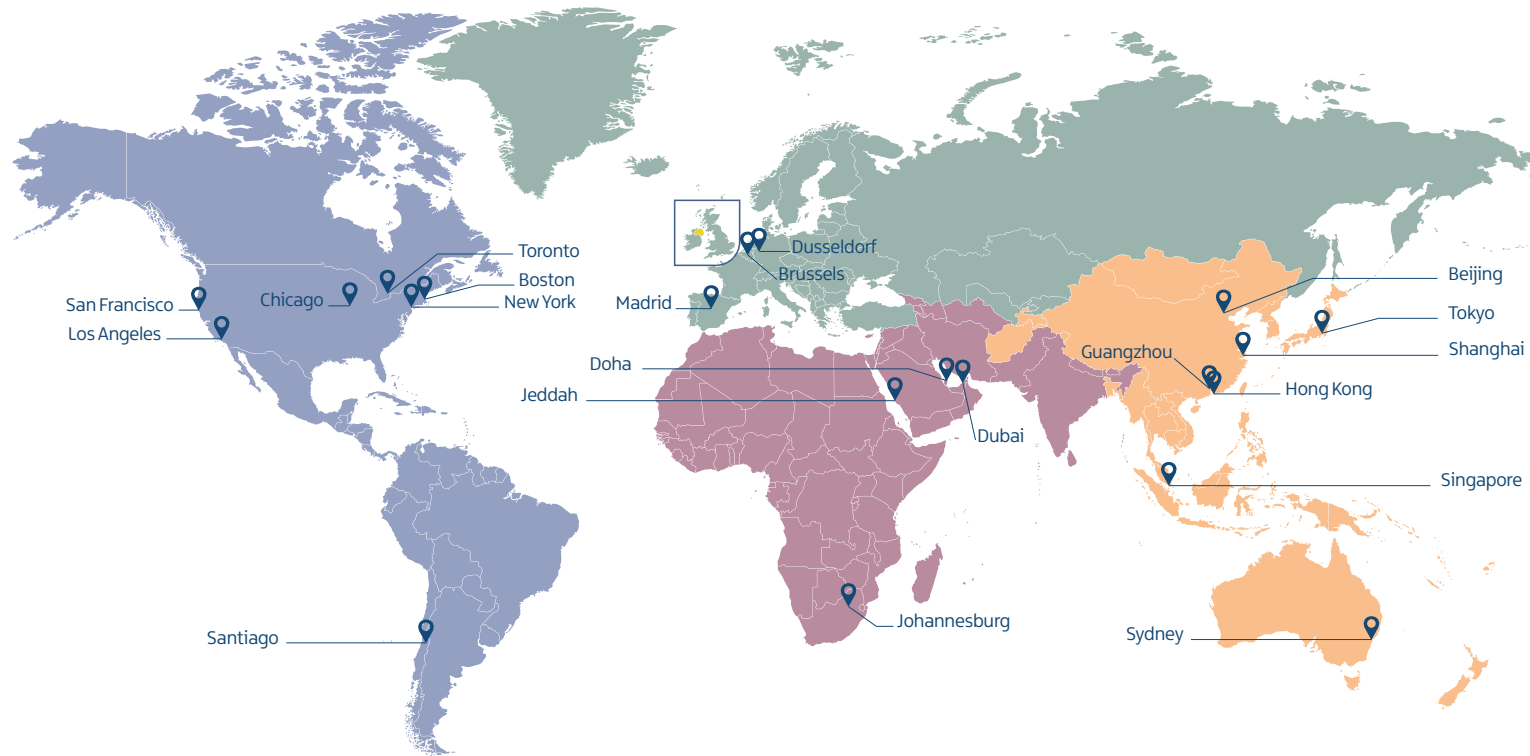 Toronto
Dusseldorf
Boston
Brussels
Beijing
San Francisco
Chicago
New York
Madrid
Los Angeles
Tokyo
Shanghai
Guangzhou
Doha
Jeddah
Hong Kong
Dubai
Singapore
Johannesburg
Santiago
Sydney